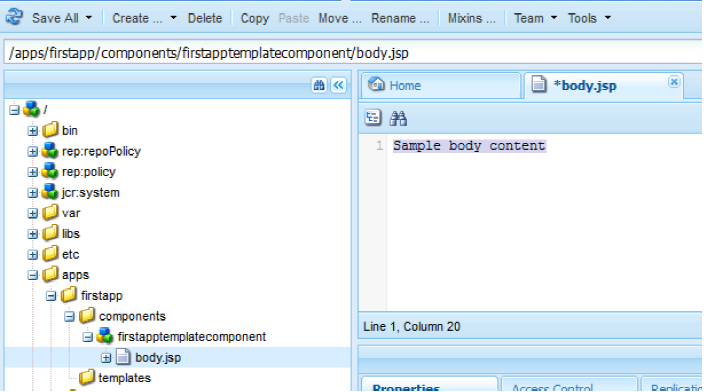 Save All Create ... Delete Copy Paste Move ... Rename ... Mixins ... Team Tools
/apps/firstapp/components/firstapptemplatecomponent/body.jsp
Home *body.jsp
/
bin
rep:repoPolicy
rep:policy
jcr:system
var
libs
etc
apps
firstapp
components
firstapptemplatecomponent
body.jsp
templates
1 Sample body content
Line 1, Column 20
Properties Access Control Replicatio